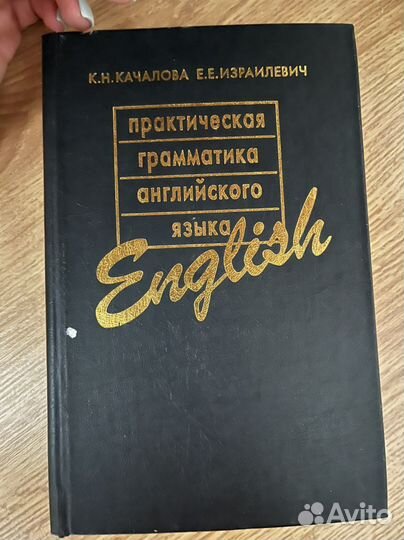 К.Н.КАЧАЛОВА Е.Е.ИЗРАИЛЕВИЧ
практическая
грамматика
английского
языка
English
Avito